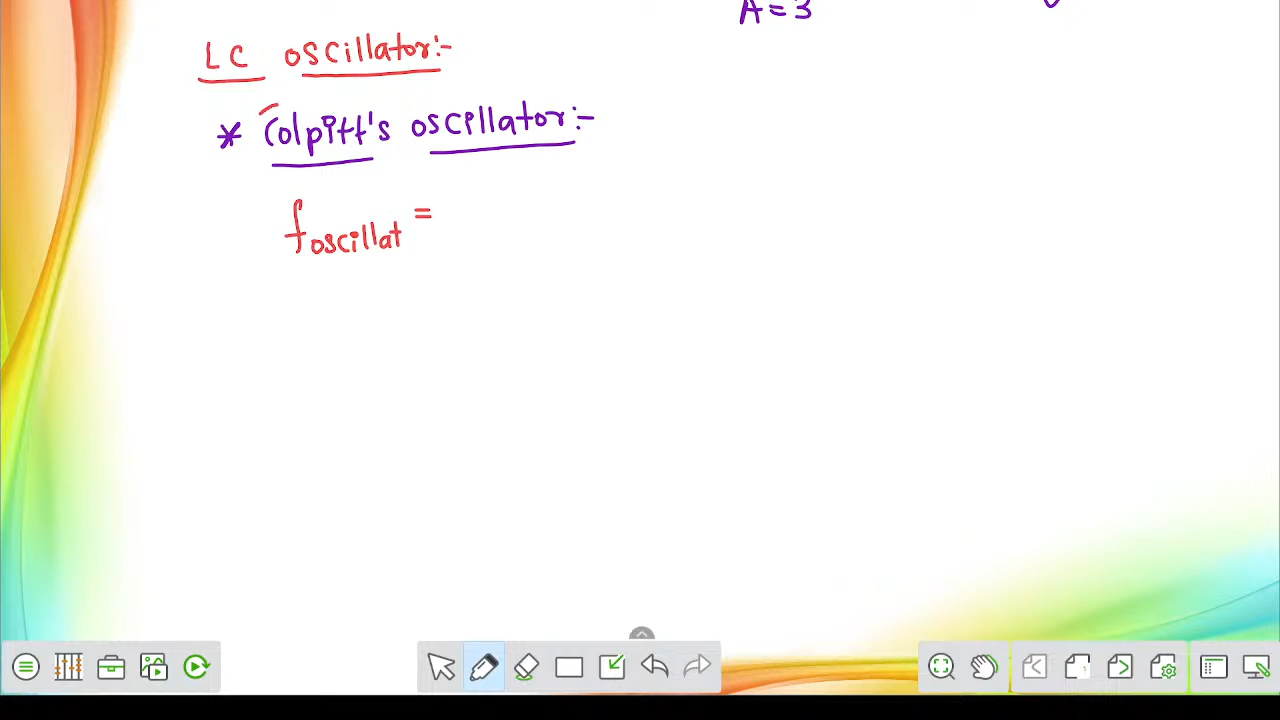 A = 3
LC oscillator:-
* Colpitt's oscillator:-
foscillat =